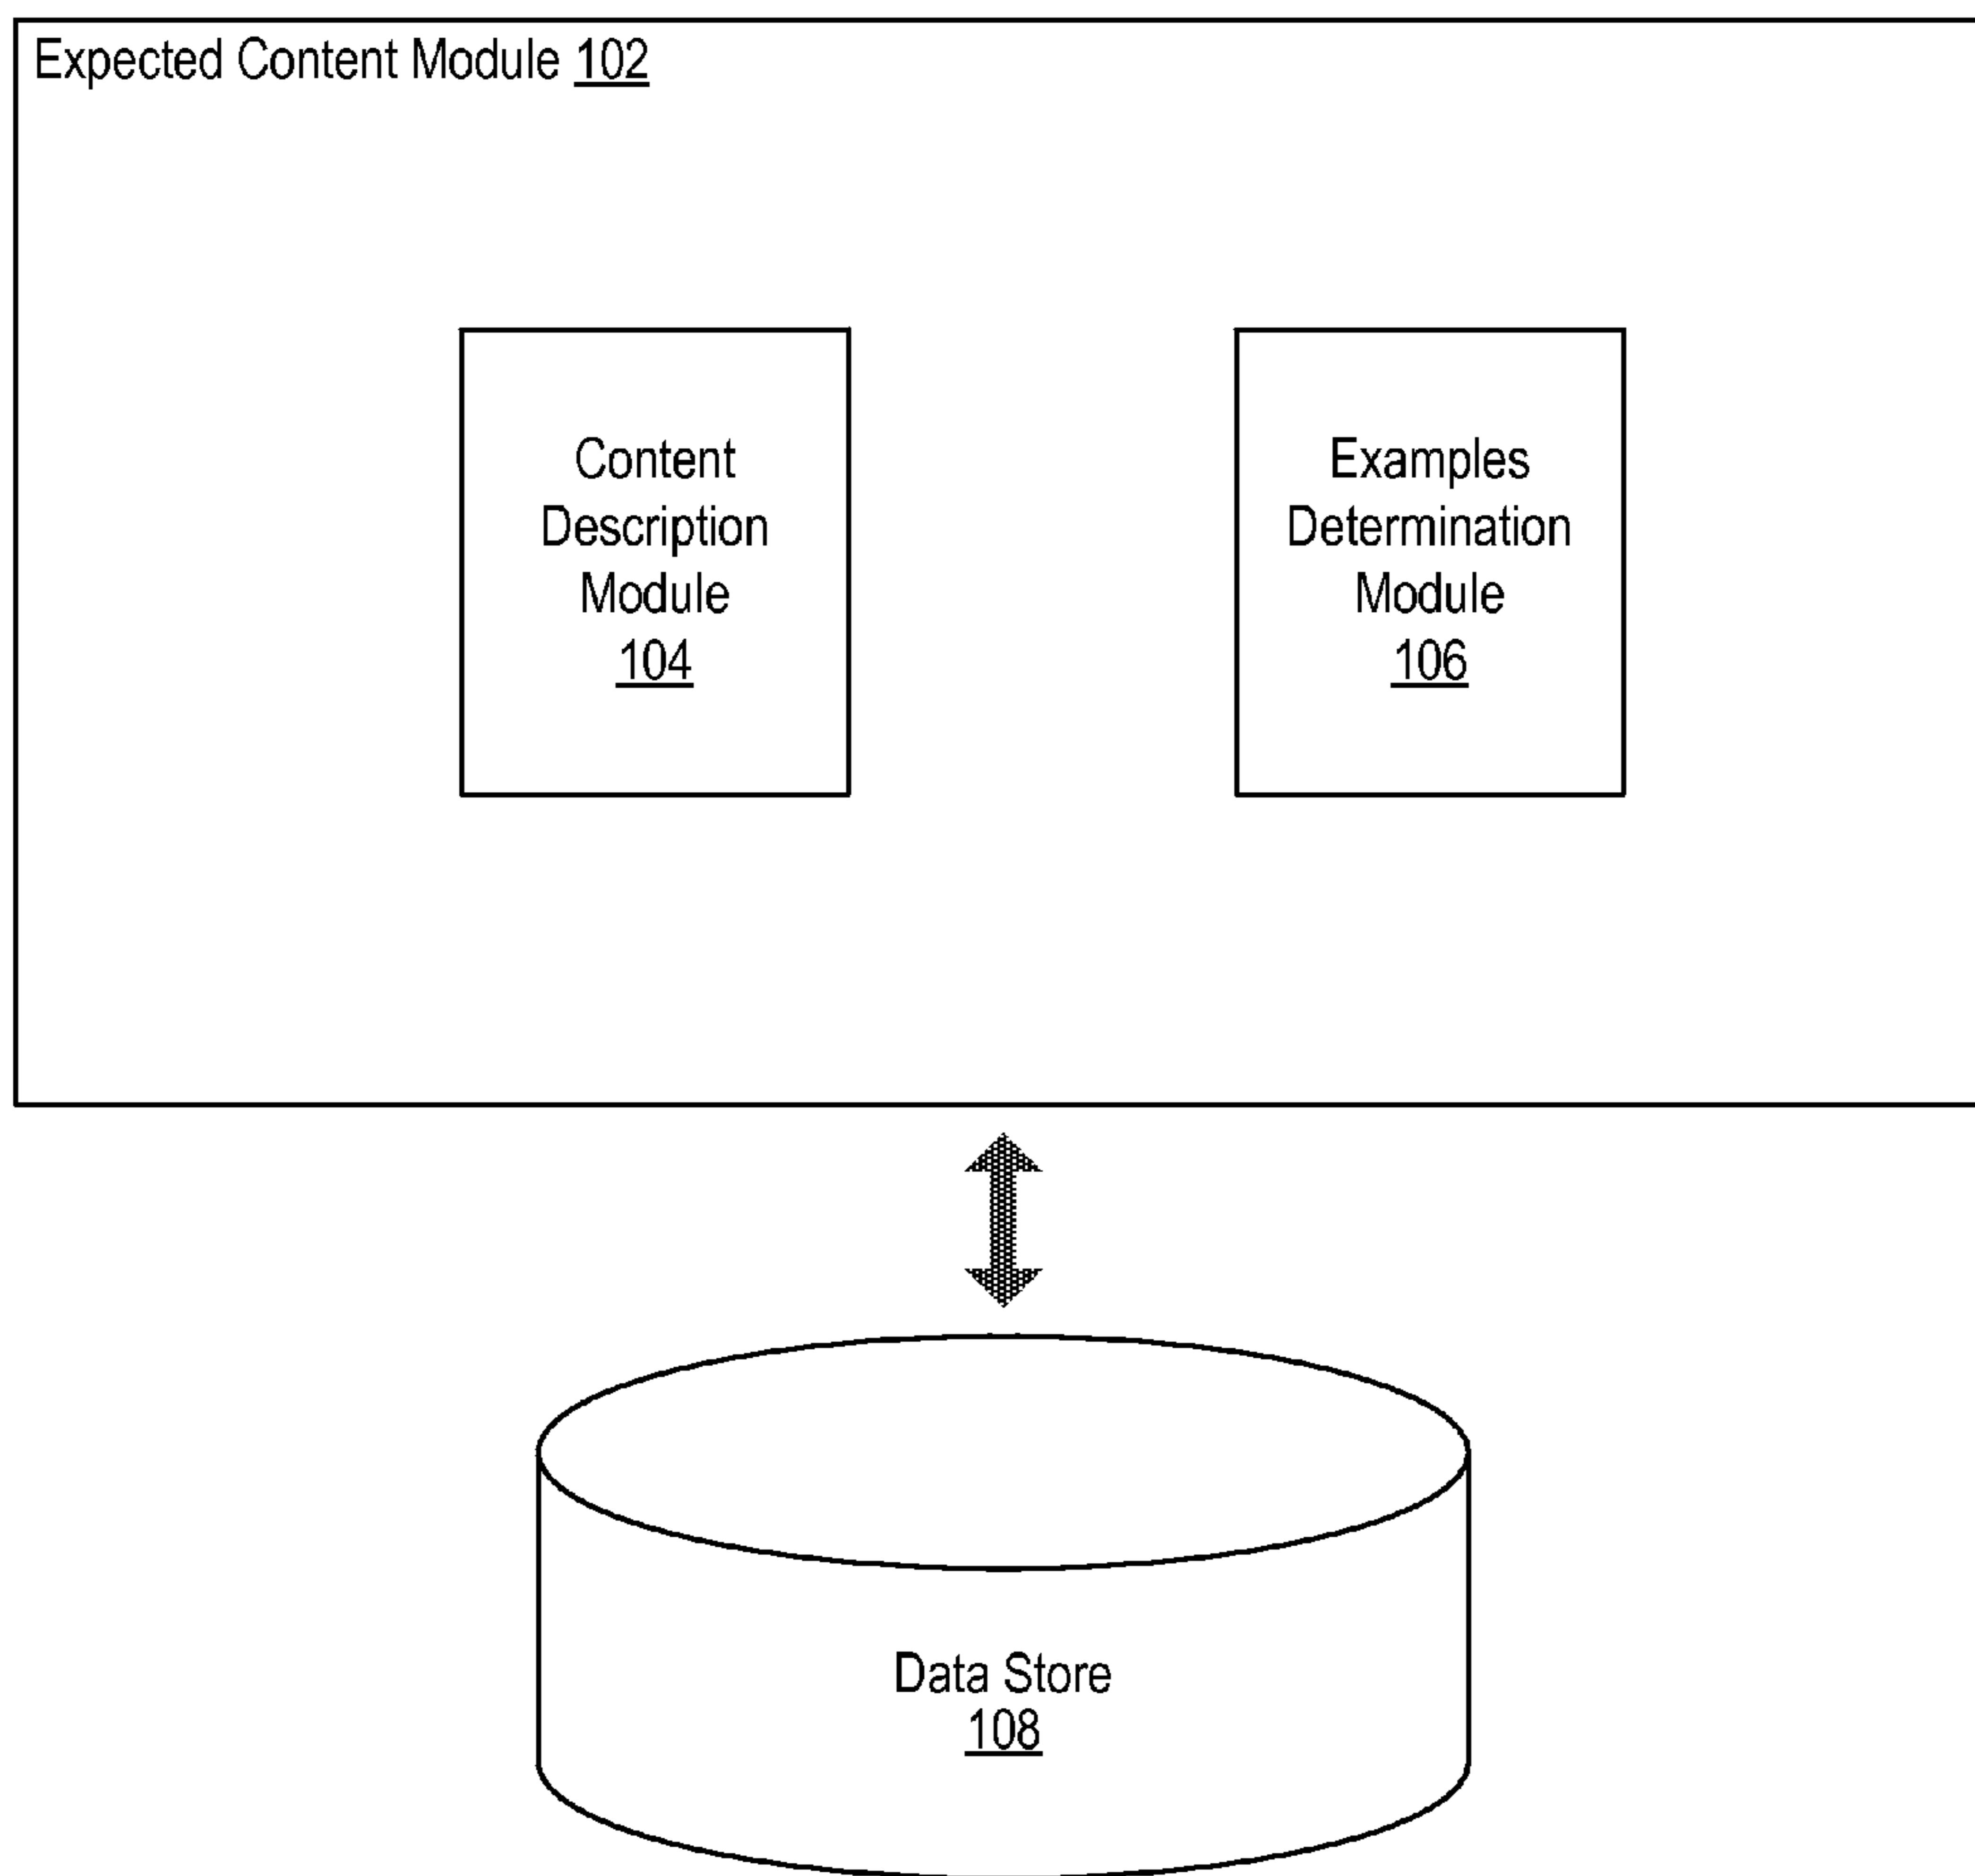 Expected Content Module 102
Content
Description
Module
104
Examples
Determination
Module
106
Data Store
108